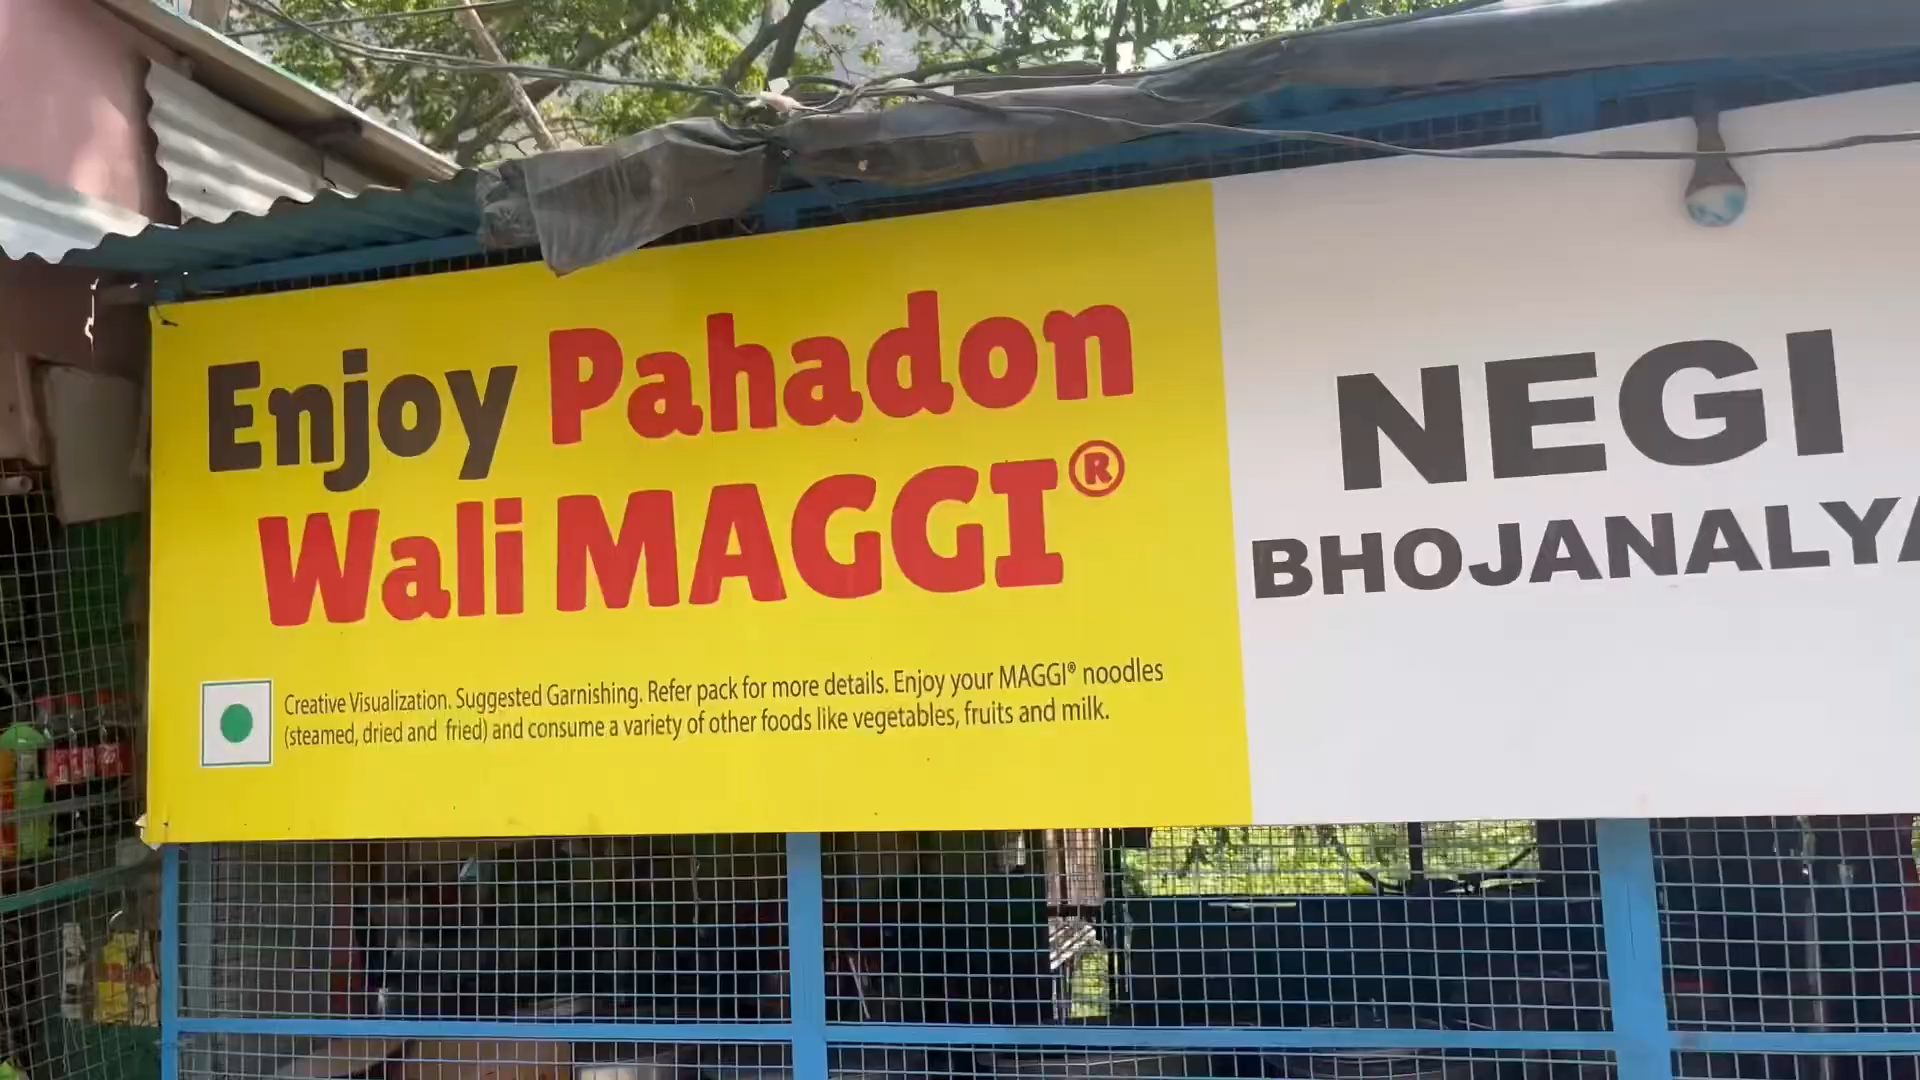 Enjoy Pahadon
Wali MAGGI®
Creative Visualization. Suggested Garnishing. Refer pack for more details. Enjoy your MAGGI® noodles
(steamed, dried and fried) and consume a variety of other foods like vegetables, fruits and milk.
NEGI
BHOJANALYA